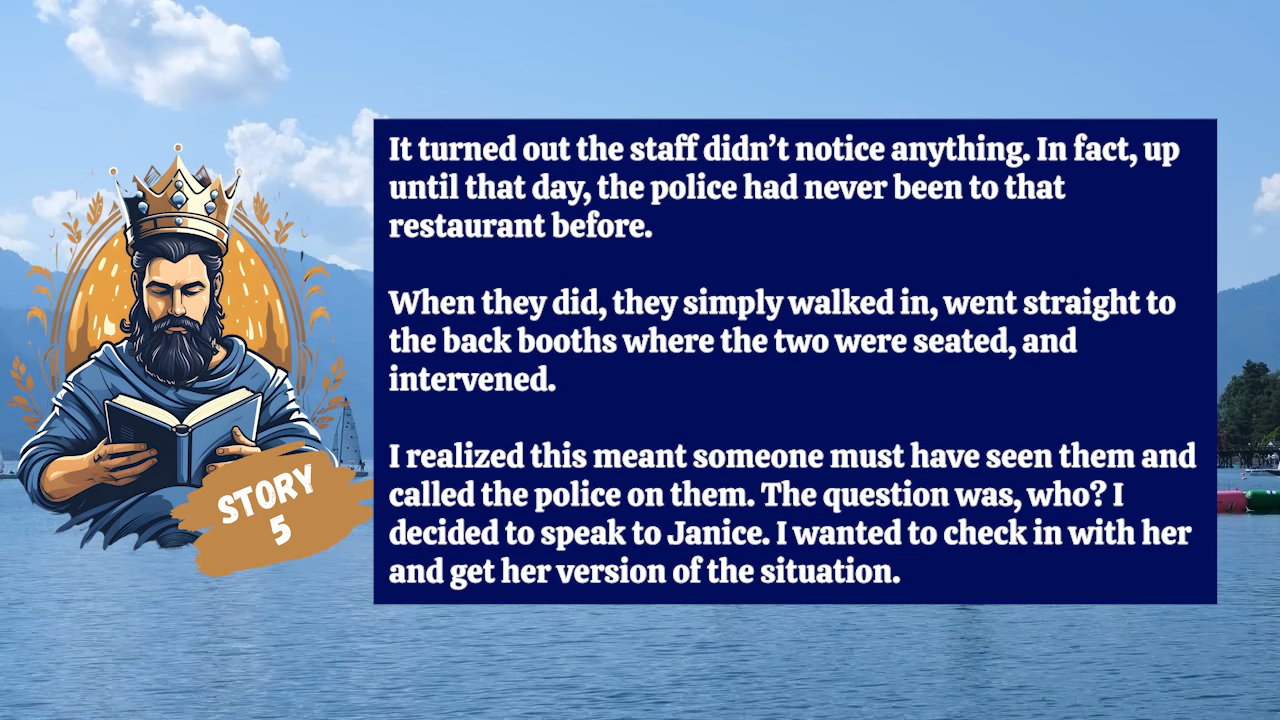 It turned out the staff didn’t notice anything. In fact, up
until that day, the police had never been to that
restaurant before.
When they did, they simply walked in, went straight to
the back booths where the two were seated, and
intervened.
I realized this meant someone must have seen them and
called the police on them. The question was, who? I
decided to speak to Janice. I wanted to check in with her
and get her version of the situation.
STORY
5